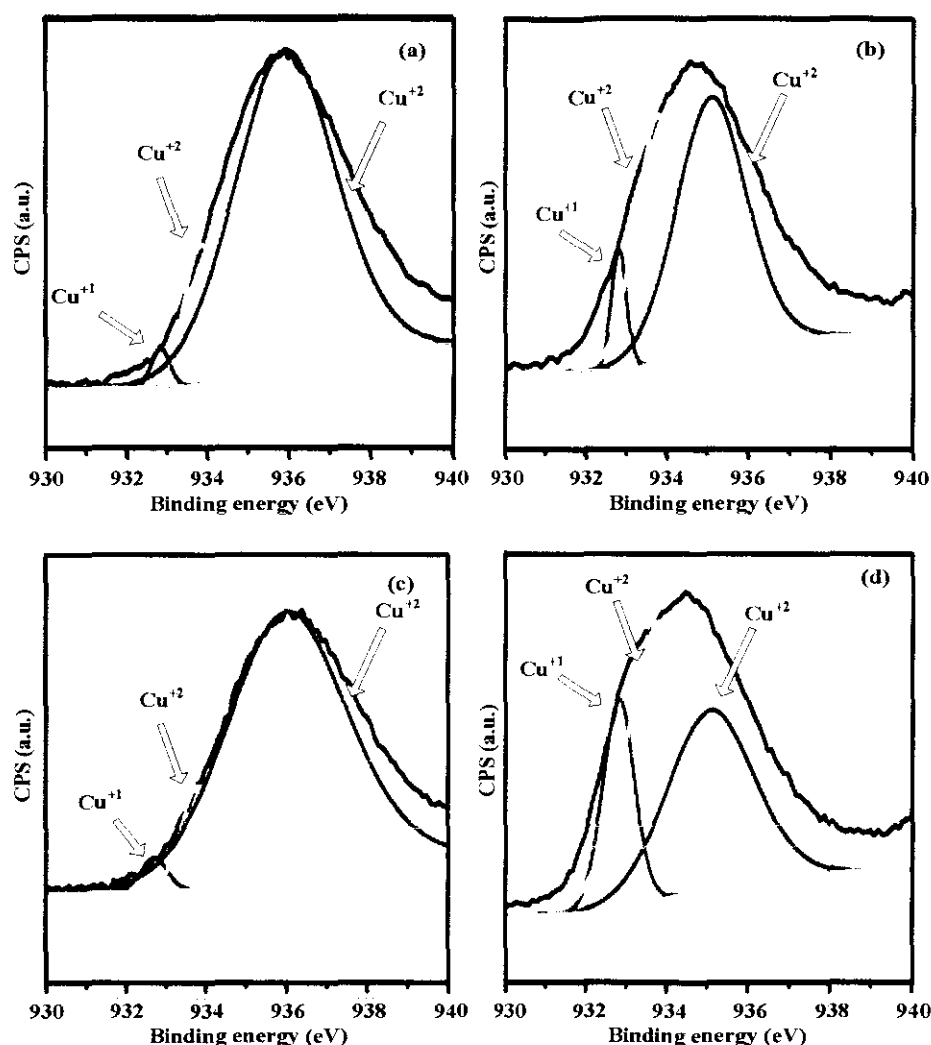 (a)
Cu+2
Cu+2
Cu+1
CPS (a.u.)
930 932 934 936 938 940
Binding energy (eV)
(b)
Cu+2
Cu+2
Cu+1
CPS (a.u.)
930 932 934 936 938 940
Binding energy (eV)
(c)
Cu+2
Cu+2
Cu+1
CPS (a.u.)
930 932 934 936 938 940
Binding energy (eV)
(d)
Cu+2
Cu+2
Cu+1
CPS (a.u.)
930 932 934 936 938 940
Binding energy (eV)